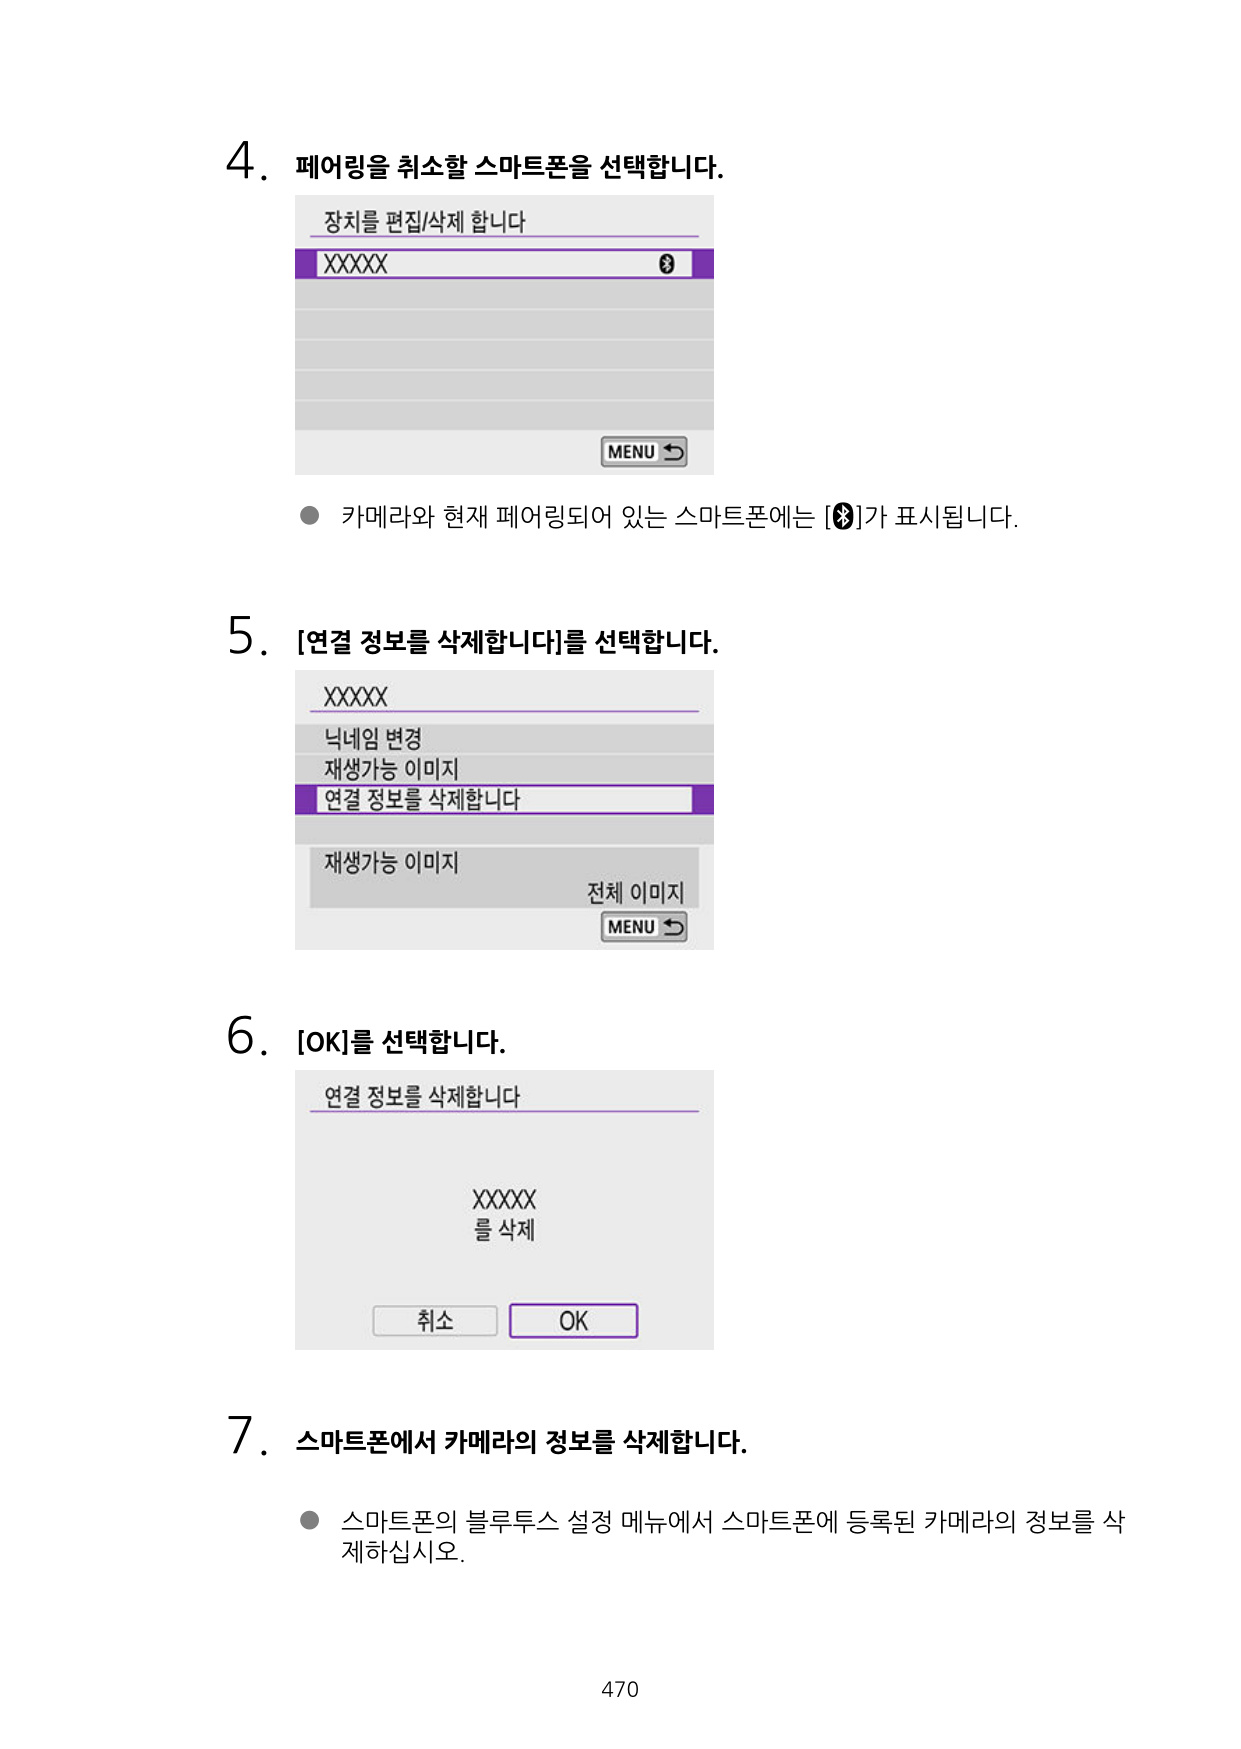 4. 페어링을 취소할 스마트폰을 선택합니다.
장치를 편집/삭제 합니다
XXXXX
MENU
● 카메라와 현재 페어링되어 있는 스마트폰에는 []가 표시됩니다.
5. [연결 정보를 삭제합니다]를 선택합니다.
XXXXX
닉네임 변경
재생가능 이미지
연결 정보를 삭제합니다
재생가능 이미지
전체 이미지
MENU
6. [OK]를 선택합니다.
연결 정보를 삭제합니다
XXXXX
를 삭제
취소 OK
7. 스마트폰에서 카메라의 정보를 삭제합니다.
● 스마트폰의 블루투스 설정 메뉴에서 스마트폰에 등록된 카메라의 정보를 삭
제하십시오.
470